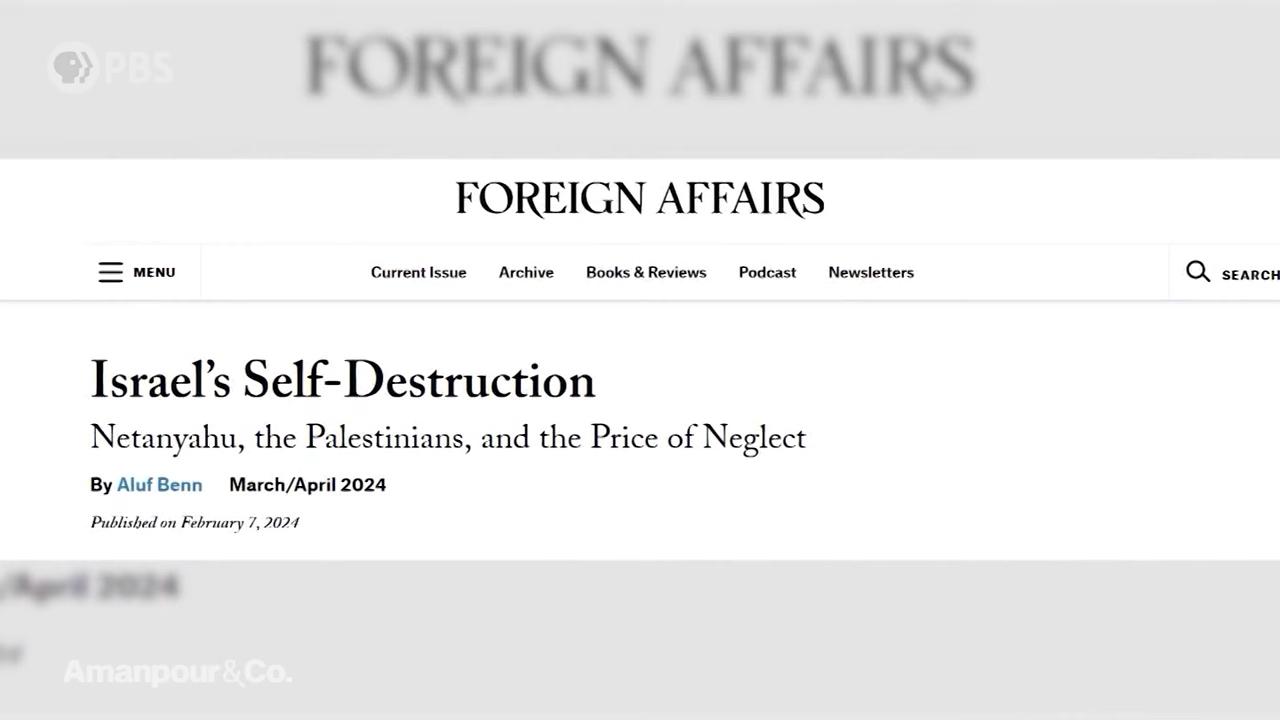 FOREIGN AFFAIRS
PBS
FOREIGN AFFAIRS
MENU
Current Issue
Archive
Books & Reviews
Podcast
Newsletters
SEARCH
Israel’s Self-Destruction
Netanyahu, the Palestinians, and the Price of Neglect
By Aluf Benn March/April 2024
Published on February 7, 2024
/April 2024
Amanpour&Co.